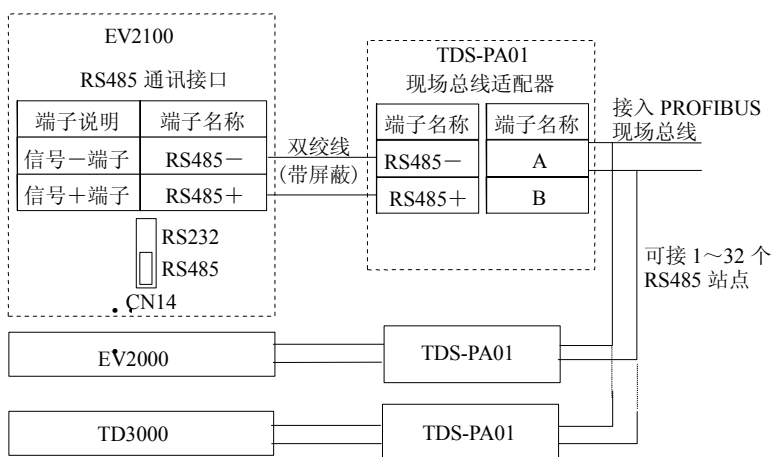 EV2100
RS485 通讯接口
端子说明 端子名称
信号－端子 RS485－
信号＋端子 RS485＋
RS232
RS485
CN14
双绞线
(带屏蔽)
TDS-PA01
现场总线适配器
端子名称 端子名称
RS485－ A
RS485＋ B
接入 PROFIBUS
现场总线
可接 1～32 个
RS485 站点
EV2000
TDS-PA01
TD3000
TDS-PA01